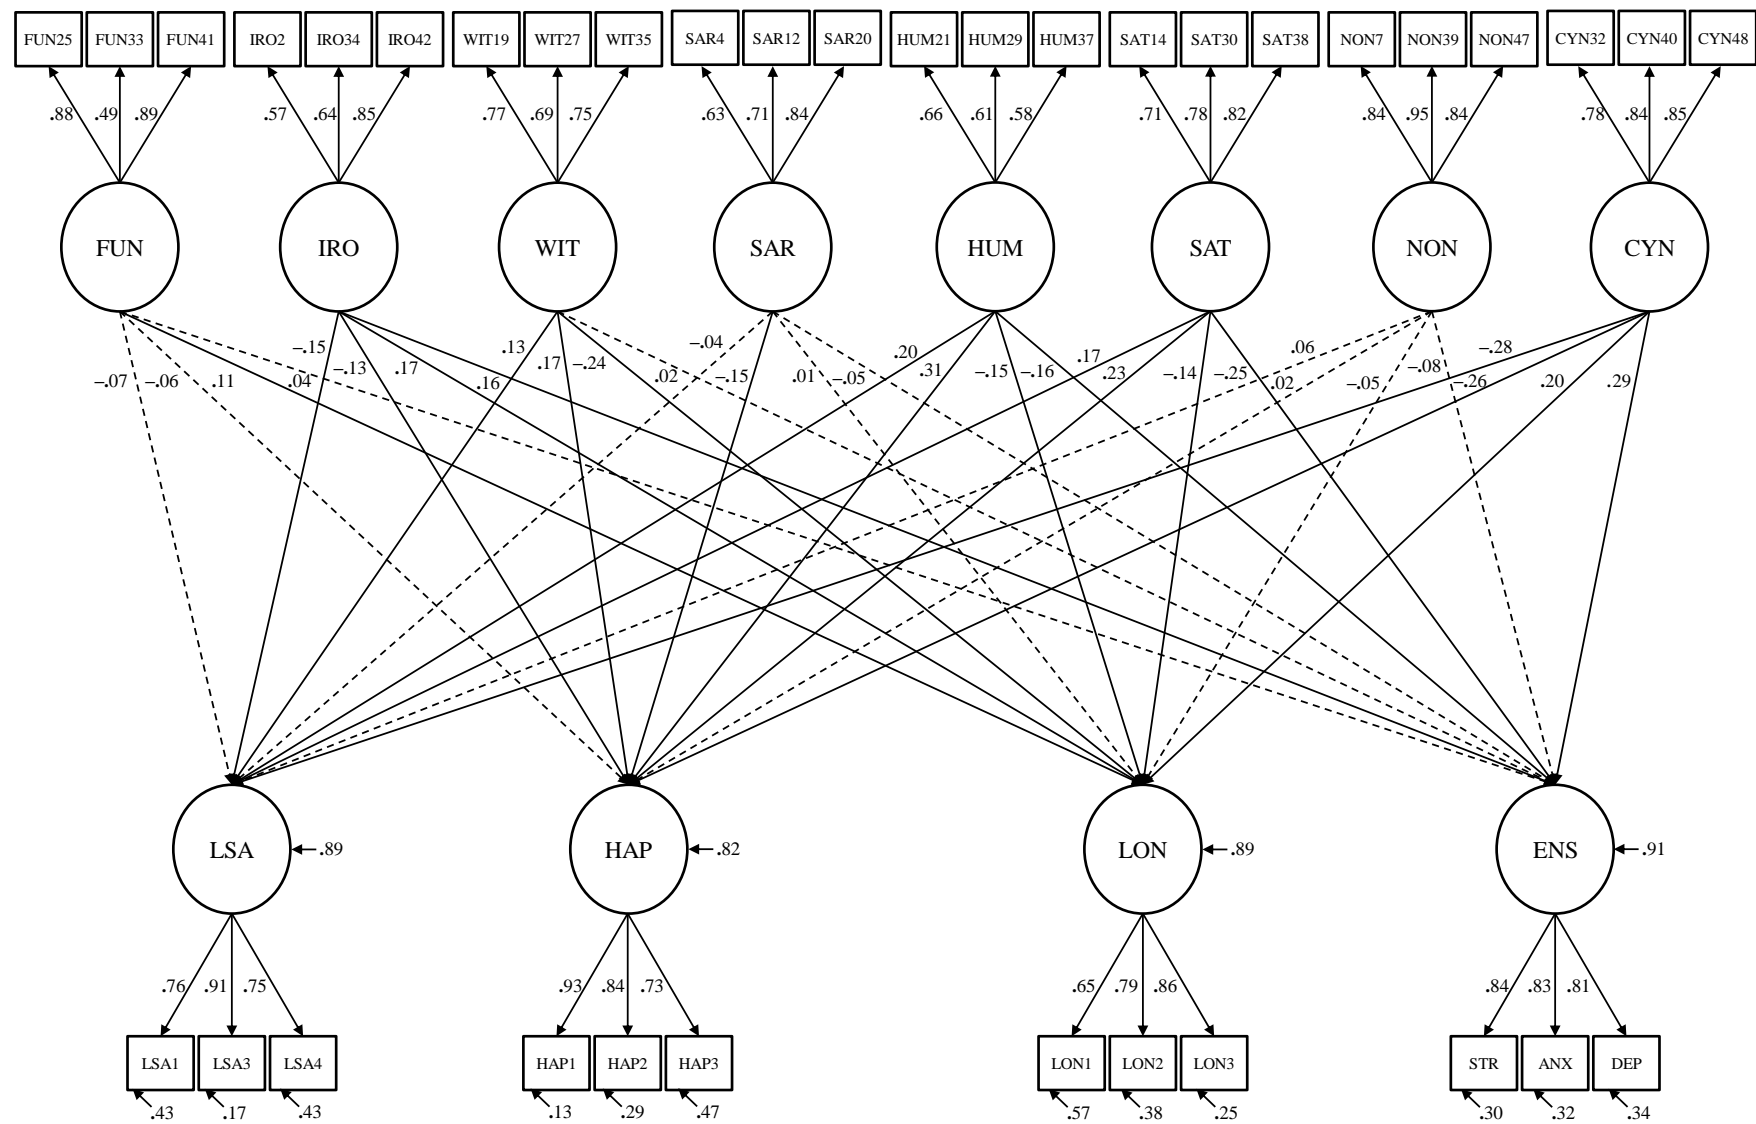 FUN25 FUN33 FUN41 IRO2 IRO34 IRO42 WIT19 WIT27 WIT35 SAR4 SAR12 SAR20 HUM21 HUM29 HUM37 SAT14 SAT30 SAT38 NON7 NON39 NON47 CYN32 CYN40 CYN48
.88 .49 .89 .57 .64 .85 .77 .69 .75 .63 .71 .84 .66 .61 .58 .71 .78 .82 .84 .95 .84 .78 .84 .85
FUN IRO WIT SAR HUM SAT NON CYN
–.15 .13 –.04 .20 .17 .06 –.28
–.07 –.06 .11 .04 –.13 .17 .16 .17 –.24 .02 –.15 .01 –.05 .31 –.15 –.16 .23 –.14 –.25 .02 –.05 –.08 –.26 .20 .29
LSA .89 HAP .82 LON .89 ENS .91
.76 .91 .75 .93 .84 .73 .65 .79 .86 .84 .83 .81
LSA1 LSA3 LSA4 HAP1 HAP2 HAP3 LON1 LON2 LON3 STR ANX DEP
.43 .17 .43 .13 .29 .47 .57 .38 .25 .30 .32 .34